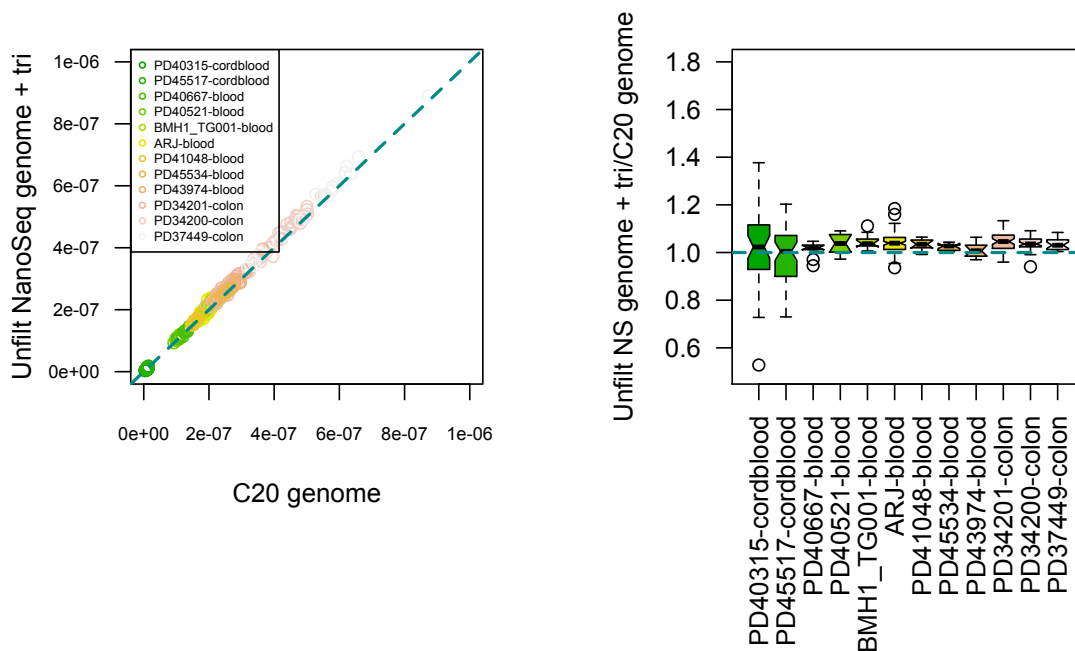 Unfilt NanoSeq genome + tri
1e-06
8e-07
6e-07
4e-07
2e-07
0e+00
PD40315-cordblood
PD45517-cordblood
PD40667-blood
PD40521-blood
BMH1_TG001-blood
ARJ-blood
PD41048-blood
PD45534-blood
PD43974-blood
PD34201-colon
PD34200-colon
PD37449-colon
0e+00 2e-07 4e-07 6e-07 8e-07 1e-06
C20 genome
Unfilt NS genome + tri/C20 genome
1.8
1.6
1.4
1.2
1.0
0.8
0.6
PD40315-cordblood
PD45517-cordblood
PD40667-blood
PD40521-blood
BMH1_TG001-blood
ARJ-blood
PD41048-blood
PD45534-blood
PD43974-blood
PD34201-colon
PD34200-colon
PD37449-colon